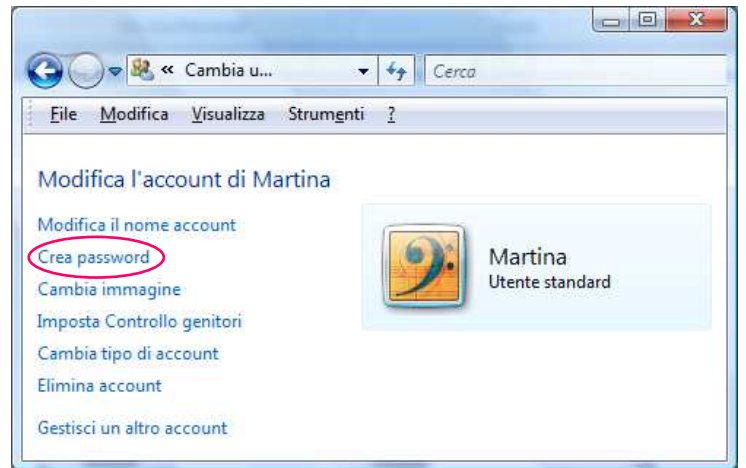 « Cambia u... Cerca
File Modifica Visualizza Strumenti ?
Modifica l'account di Martina
Modifica il nome account
Crea password
Cambia immagine
Imposta Controllo genitori
Cambia tipo di account
Elimina account
Gestisci un altro account
Martina
Utente standard